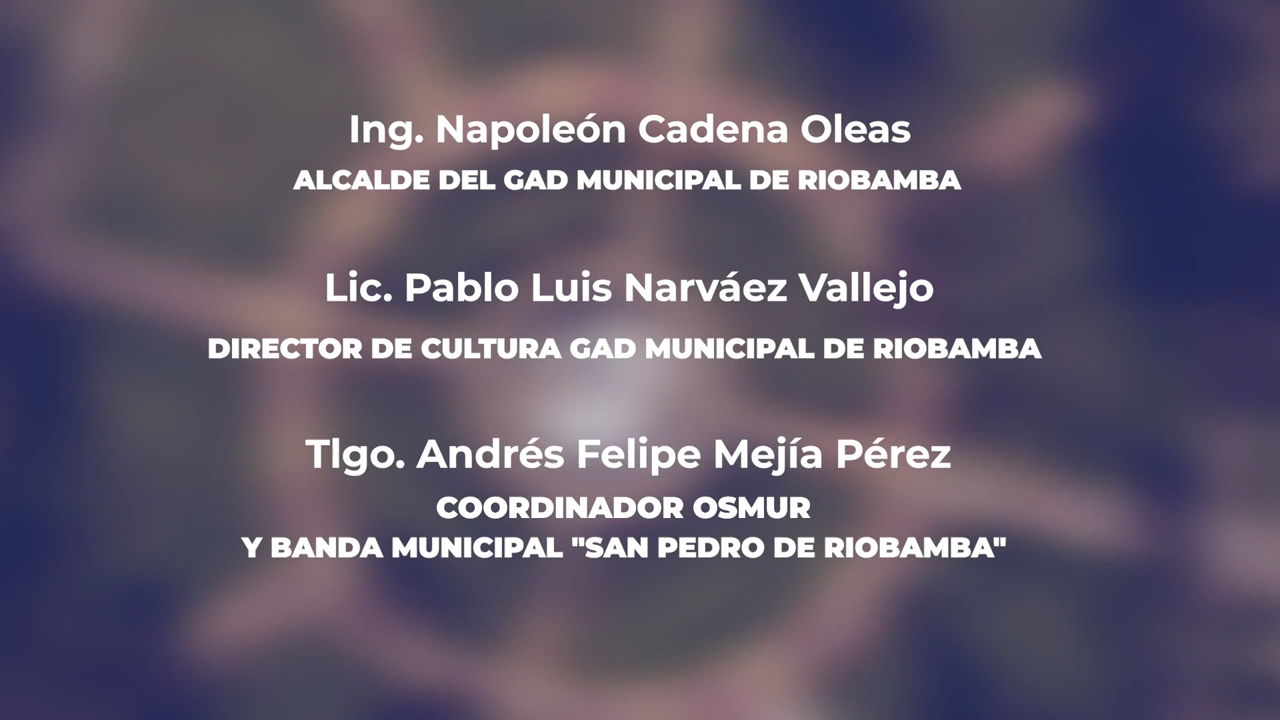 Ing. Napoleón Cadena Oleas
ALCALDE DEL GAD MUNICIPAL DE RIOBAMBA
Lic. Pablo Luis Narváez Vallejo
DIRECTOR DE CULTURA GAD MUNICIPAL DE RIOBAMBA
Tlgo. Andrés Felipe Mejía Pérez
COORDINADOR OSMUR
Y BANDA MUNICIPAL "SAN PEDRO DE RIOBAMBA"